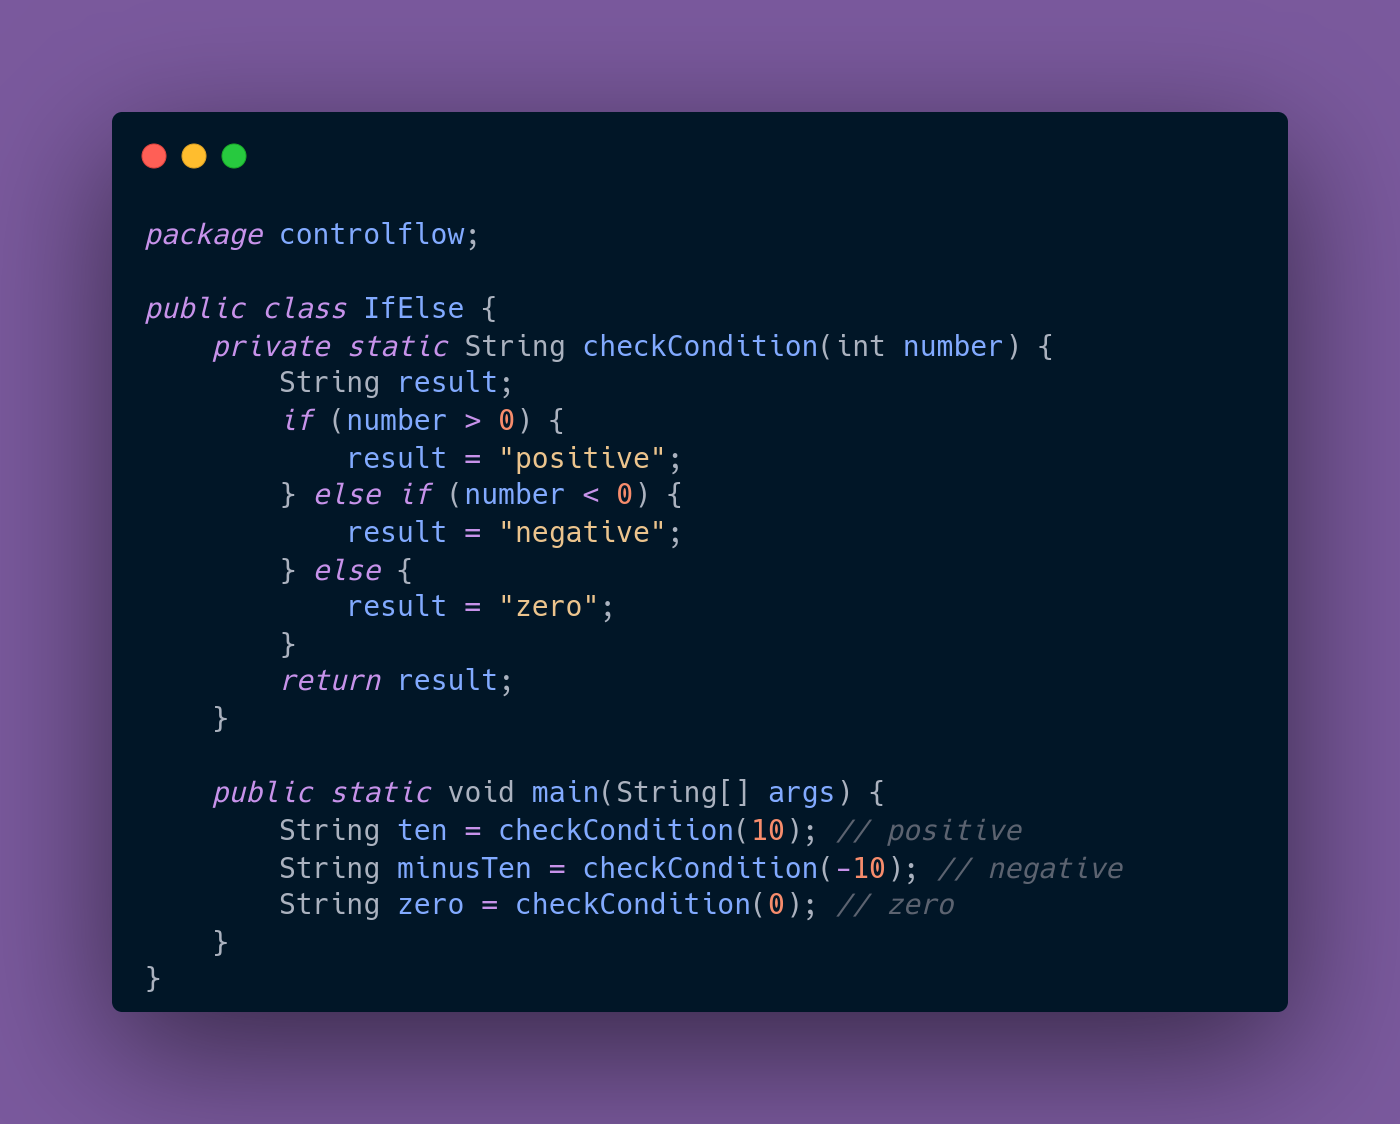 package controlflow;

public class IfElse {
    private static String checkCondition(int number) {
        String result;
        if (number > 0) {
            result = "positive";
        } else if (number < 0) {
            result = "negative";
        } else {
            result = "zero";
        }
        return result;
    }

    public static void main(String[] args) {
        String ten = checkCondition(10); // positive
        String minusTen = checkCondition(-10); // negative
        String zero = checkCondition(0); // zero
    }
}